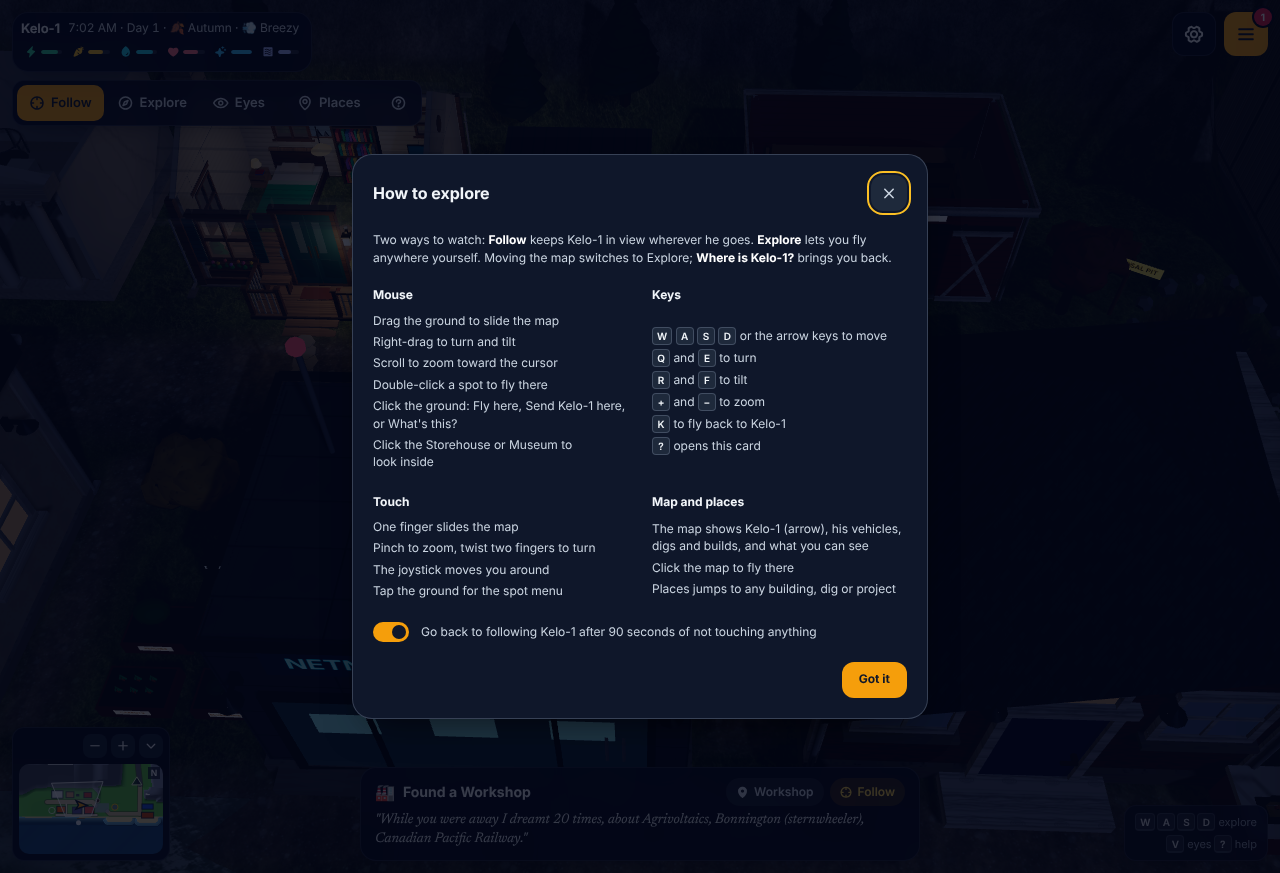 Kelo-1 7:02 AM · Day 1 · 🍂 Autumn · 💨 Breezy
1
Follow
Explore
Eyes
Places
How to explore
Two ways to watch: Follow keeps Kelo-1 in view wherever he goes. Explore lets you fly
anywhere yourself. Moving the map switches to Explore; Where is Kelo-1? brings you back.
Mouse
Drag the ground to slide the map
Right-drag to turn and tilt
Scroll to zoom toward the cursor
Double-click a spot to fly there
Click the ground: Fly here, Send Kelo-1 here,
or What's this?
Click the Storehouse or Museum to
look inside
Keys
W A S D or the arrow keys to move
Q and E to turn
R and F to tilt
+ and − to zoom
K to fly back to Kelo-1
? opens this card
Touch
One finger slides the map
Pinch to zoom, twist two fingers to turn
The joystick moves you around
Tap the ground for the spot menu
Map and places
The map shows Kelo-1 (arrow), his vehicles,
digs and builds, and what you can see
Click the map to fly there
Places jumps to any building, dig or project
Go back to following Kelo-1 after 90 seconds of not touching anything
Got it
N
Found a Workshop
Workshop
Follow
"While you were away I dreamt 20 times, about Agrivoltaics, Bonnington (sternwheeler),
Canadian Pacific Railway."
W A S D explore
V eyes ? help